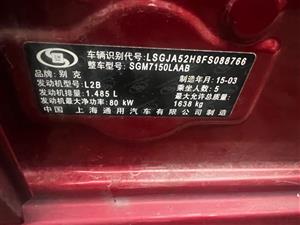 车辆识别代号: LSGJA52H8FS088766
整车型号: SGM7150LAAB
品牌: 别克 制造年月: 15-03
发动机型号: L2B 乘坐人数: 5
发动机排量: 1.485 L 最大允许总质量:
发动机最大净功率: 80 kW 1638 kg
中国 上海通用汽车有限公司制造